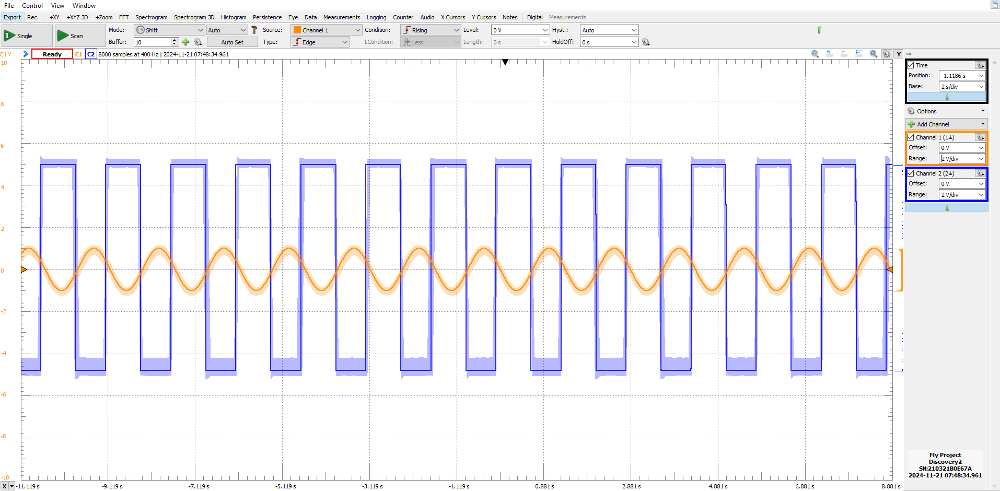 File Control View Window
Export Rec. +XY +XYZ 3D +Zoom FFT Spectrogram Spectrogram 3D Histogram Persistence Eye Data Measurements Logging Counter Audio X Cursors Y Cursors Notes Digital Measurements
1 Single Scan Mode: Shift Auto Source: Channel 1 Condition: Rising Level: 0 V Hyst.: Auto
Buffer: 10 Auto Set Type: Edge LCondition: Less Length: 0 s HoldOff: 0 s
C1 V Ready C1 C2 8000 samples at 400 Hz | 2024-11-21 07:48:34.961 Y
10
8
6
4
2
0
-2
-4
-6
-8
-10
X -11.119 s -9.119 s -7.119 s -5.119 s -3.119 s -1.119 s 0.881 s 2.881 s 4.881 s 6.881 s 8.881 s
Time
Position: -1.1186 s
Base: 2 s/div
Options
Add Channel
Channel 1 (1±)
Offset: 0 V
Range: 2 V/div
Channel 2 (2±)
Offset: 0 V
Range: 2 V/div
My Project
Discovery2
SN:210321B0E67A
2024-11-21 07:48:34.961